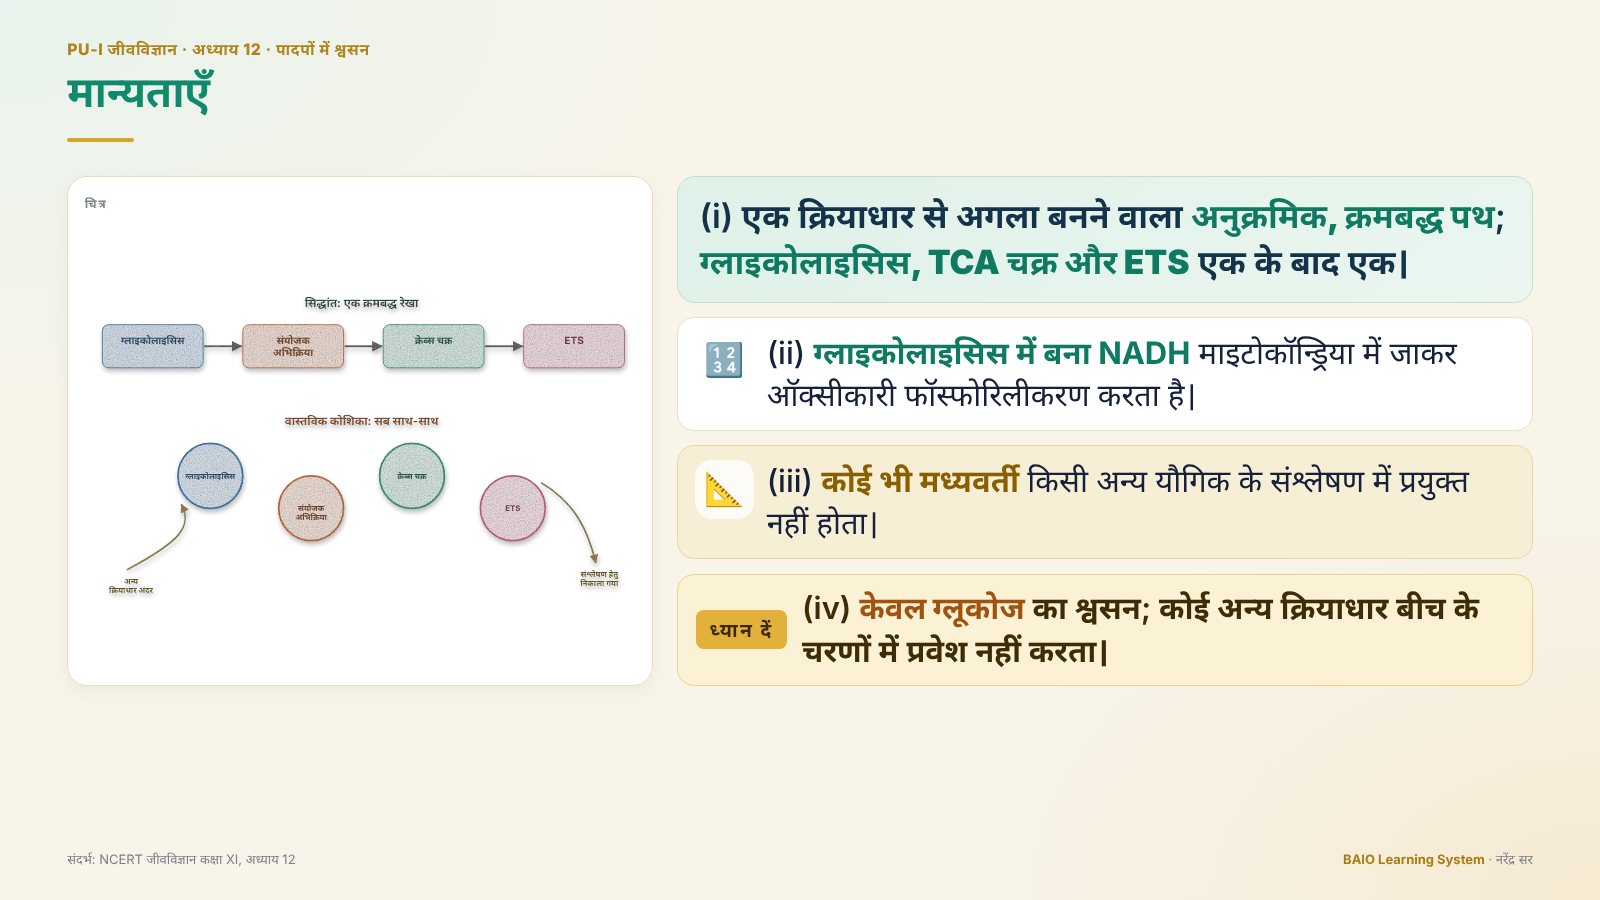 PU-I जीवविज्ञान · अध्याय 12 · पादपों में श्वसन
मान्यताएँ
चित्र
सिद्धांत: एक क्रमबद्ध रेखा
ग्लाइकोलाइसिस
संयोजक
अभिक्रिया
क्रेब्स चक्र
ETS
वास्तविक कोशिका: सब साथ-साथ
ग्लाइकोलाइसिस
संयोजक
अभिक्रिया
क्रेब्स चक्र
ETS
अन्य
क्रियाधार अंदर
संश्लेषण हेतु
निकाला गया
(i) एक क्रियाधार से अगला बनने वाला अनुक्रमिक, क्रमबद्ध पथ;
ग्लाइकोलाइसिस, TCA चक्र और ETS एक के बाद एक|
(ii) ग्लाइकोलाइसिस में बना NADH माइटोकॉन्ड्रिया में जाकर
ऑक्सीकारी फॉस्फोरिलीकरण करता है|
(iii) कोई भी मध्यवर्ती किसी अन्य यौगिक के संश्लेषण में प्रयुक्त
नहीं होता|
ध्यान दें
(iv) केवल ग्लूकोज का श्वसन; कोई अन्य क्रियाधार बीच के
चरणों में प्रवेश नहीं करता|
संदर्भ: NCERT जीवविज्ञान कक्षा XI, अध्याय 12
BAIO Learning System · नरेंद्र सर